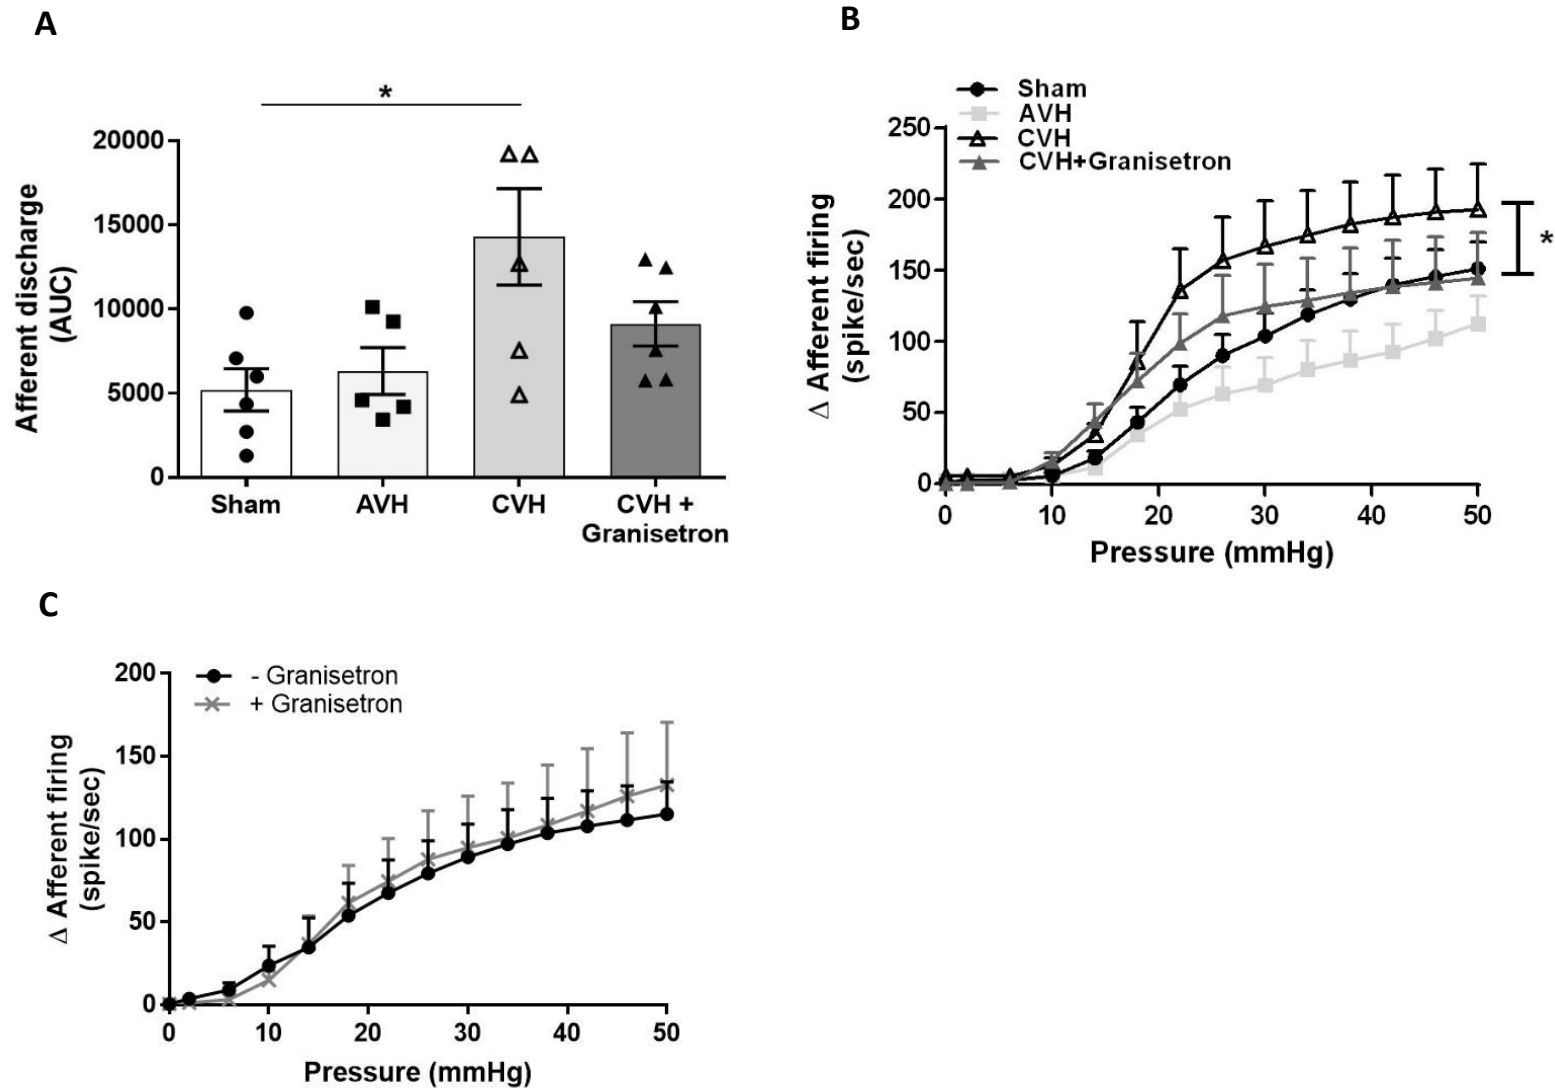 A
*
20000
15000
10000
5000
0
Afferent discharge
(AUC)
Sham
AVH
CVH
CVH +
Granisetron
B
Sham
AVH
CVH
CVH+Granisetron
250
200
150
100
50
0
Δ Afferent firing
(spike/sec)
*
0 10 20 30 40 50
Pressure (mmHg)
C
- Granisetron
+ Granisetron
200
150
100
50
0
Δ Afferent firing
(spike/sec)
0 10 20 30 40 50
Pressure (mmHg)